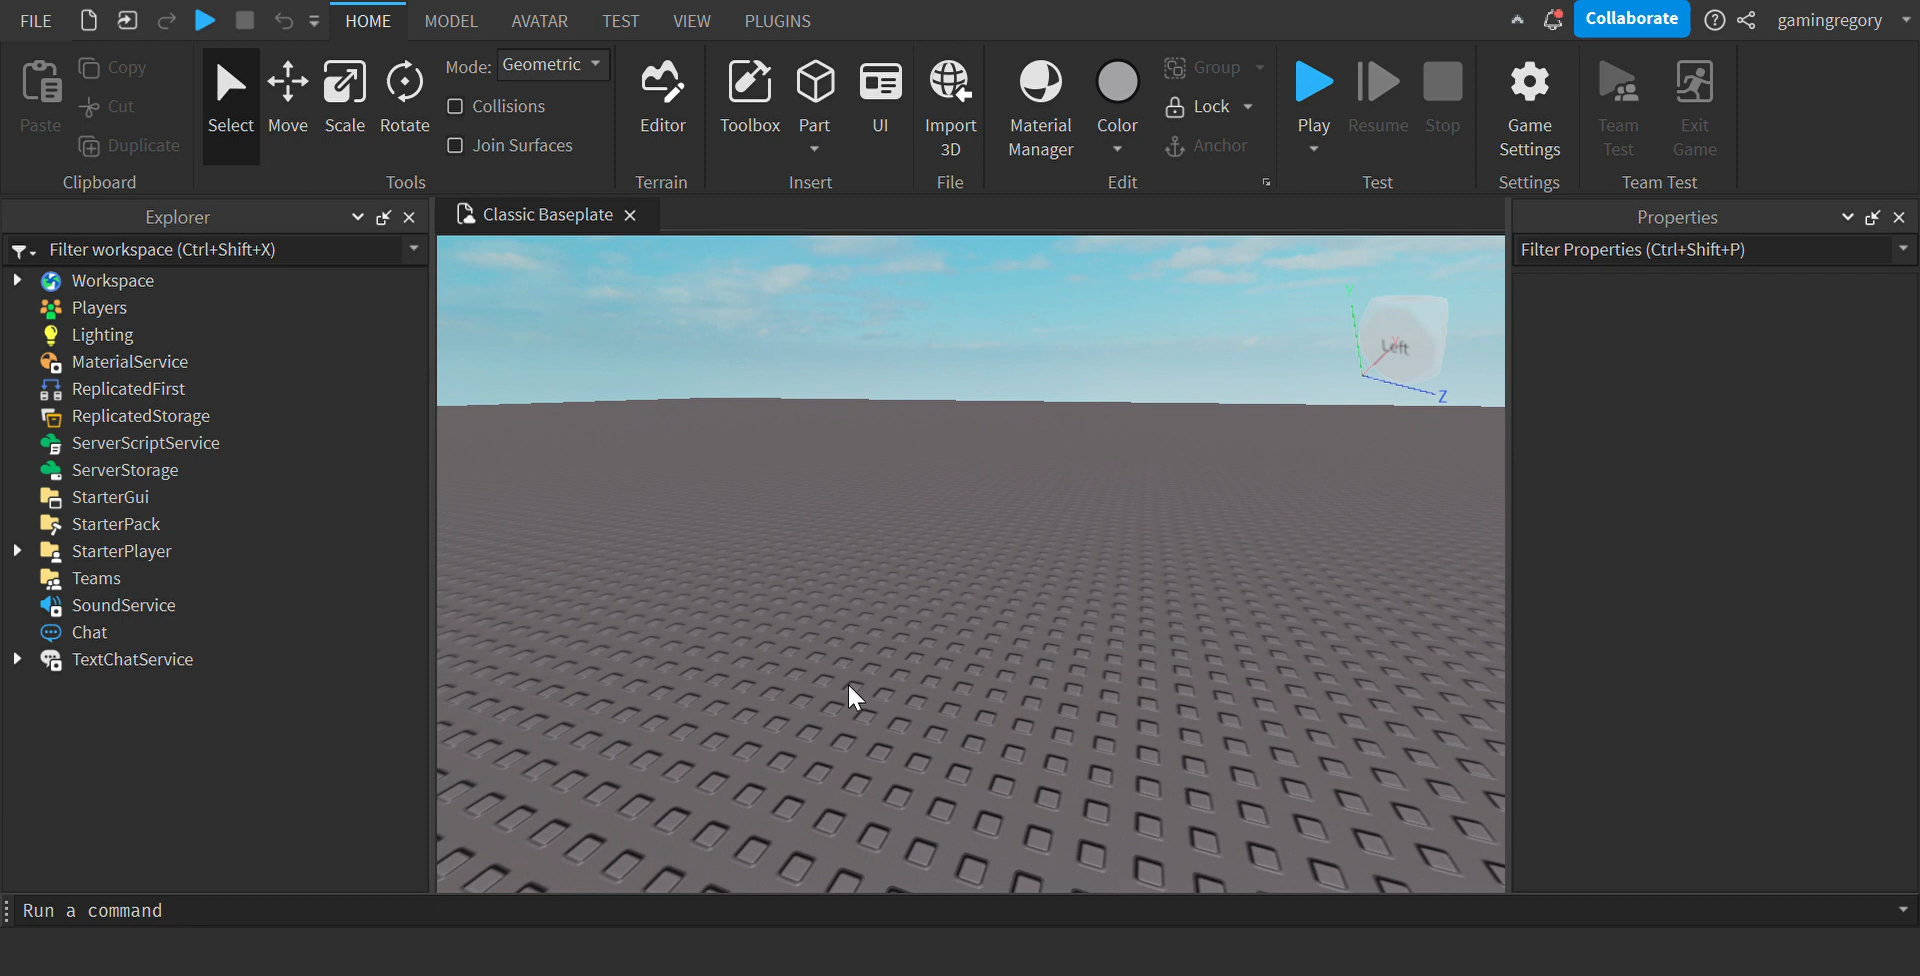 FILE
HOME
MODEL
AVATAR
TEST
VIEW
PLUGINS
Collaborate
gamingregory
Paste
Copy
Cut
Duplicate
Clipboard
Select
Move
Scale
Rotate
Mode: Geometric
Collisions
Join Surfaces
Tools
Editor
Terrain
Toolbox
Part
UI
Insert
Import
3D
File
Material
Manager
Color
Group
Lock
Anchor
Edit
Play
Resume
Stop
Test
Game
Settings
Settings
Team
Test
Exit
Game
Team Test
Explorer
Filter workspace (Ctrl+Shift+X)
Workspace
Players
Lighting
MaterialService
ReplicatedFirst
ReplicatedStorage
ServerScriptService
ServerStorage
StarterGui
StarterPack
StarterPlayer
Teams
SoundService
Chat
TextChatService
Classic Baseplate
Y
Left
X
Z
Properties
Filter Properties (Ctrl+Shift+P)
Run a command